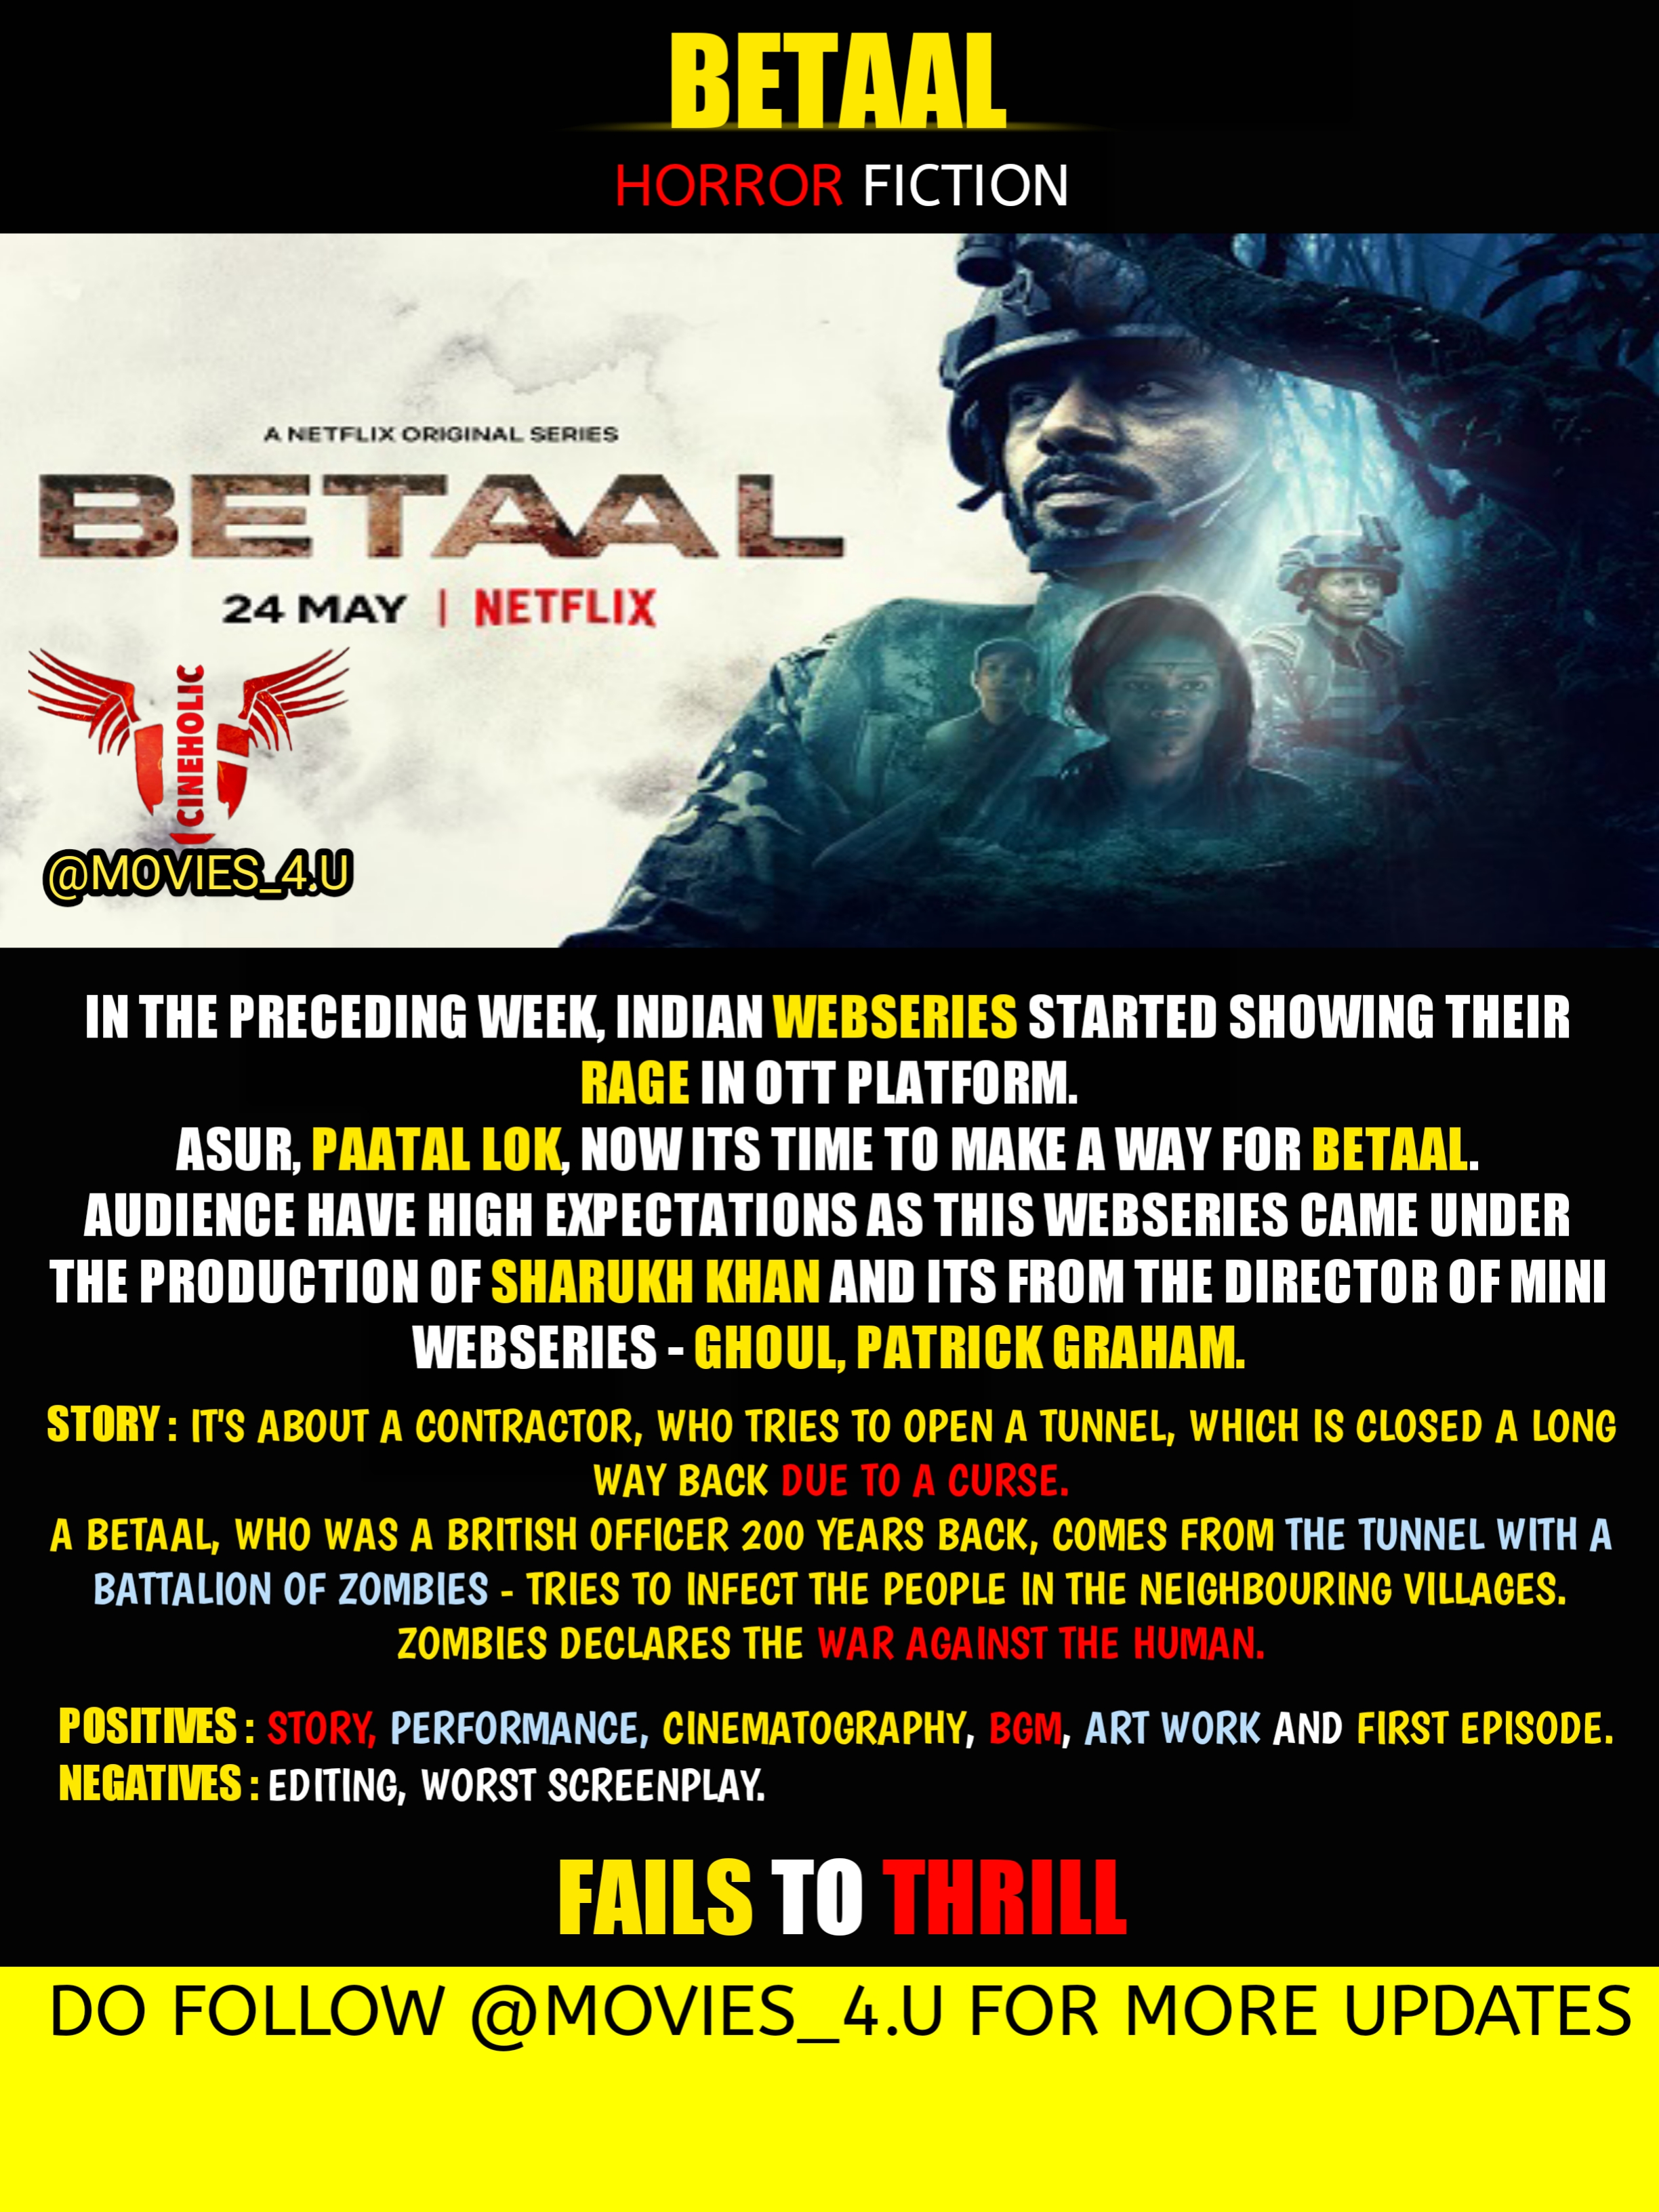 BETAAL
HORROR FICTION
A NETFLIX ORIGINAL SERIES
BETAAL
24 MAY | NETFLIX
CINEHOLIC
@MOVIES_4.U
IN THE PRECEDING WEEK, INDIAN WEBSERIES STARTED SHOWING THEIR
RAGE IN OTT PLATFORM.
ASUR, PAATAL LOK, NOW ITS TIME TO MAKE A WAY FOR BETAAL.
AUDIENCE HAVE HIGH EXPECTATIONS AS THIS WEBSERIES CAME UNDER
THE PRODUCTION OF SHARUKH KHAN AND ITS FROM THE DIRECTOR OF MINI
WEBSERIES - GHOUL, PATRICK GRAHAM.
STORY : IT'S ABOUT A CONTRACTOR, WHO TRIES TO OPEN A TUNNEL, WHICH IS CLOSED A LONG
WAY BACK DUE TO A CURSE.
A BETAAL, WHO WAS A BRITISH OFFICER 200 YEARS BACK, COMES FROM THE TUNNEL WITH A
BATTALION OF ZOMBIES - TRIES TO INFECT THE PEOPLE IN THE NEIGHBOURING VILLAGES.
ZOMBIES DECLARES THE WAR AGAINST THE HUMAN.
POSITIVES : STORY, PERFORMANCE, CINEMATOGRAPHY, BGM, ART WORK AND FIRST EPISODE.
NEGATIVES : EDITING, WORST SCREENPLAY.
FAILS TO THRILL
DO FOLLOW @MOVIES_4.U FOR MORE UPDATES